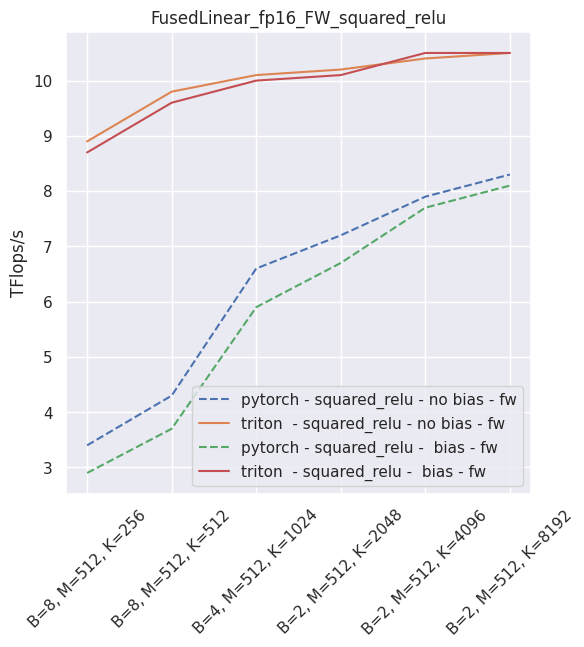 FusedLinear_fp16_FW_squared_relu
TFlops/s
10
9
8
7
6
5
4
3
pytorch - squared_relu - no bias - fw
triton  - squared_relu - no bias - fw
pytorch - squared_relu -  bias - fw
triton  - squared_relu -  bias - fw
B=8, M=512, K=256
B=8, M=512, K=512
B=4, M=512, K=1024
B=2, M=512, K=2048
B=2, M=512, K=4096
B=2, M=512, K=8192